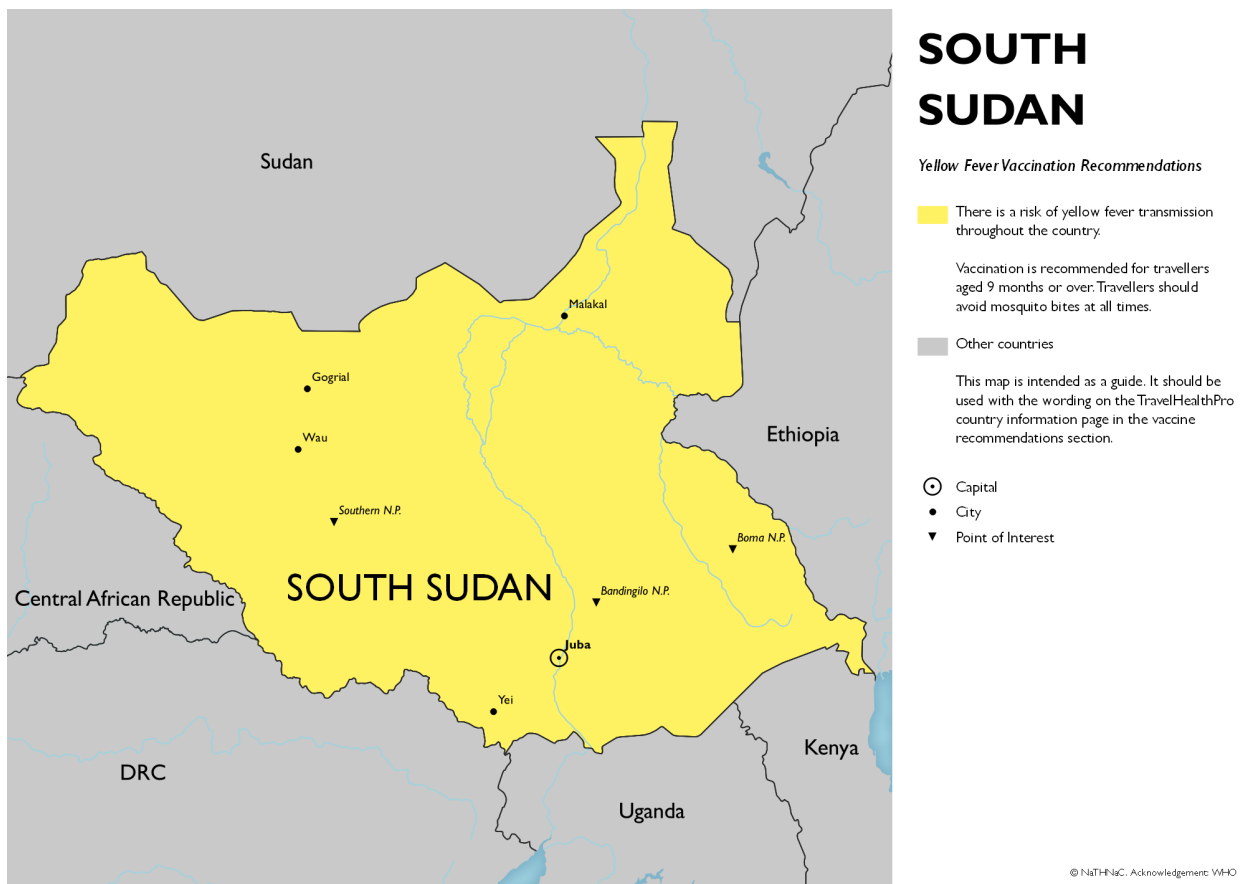 SOUTH
SUDAN
Yellow Fever Vaccination Recommendations
There is a risk of yellow fever transmission
throughout the country.
Vaccination is recommended for travellers
aged 9 months or over. Travellers should
avoid mosquito bites at all times.
Other countries
This map is intended as a guide. It should be
used with the wording on the TravelHealthPro
country information page in the vaccine
recommendations section.
Capital
City
Point of Interest
Sudan
Malakal
Gogrial
Wau
Ethiopia
Southern N.P.
Boma N.P.
SOUTH SUDAN
Bandingilo N.P.
Central African Republic
Juba
Yei
Kenya
DRC
Uganda
© NaTHNaC. Acknowledgement: WHO